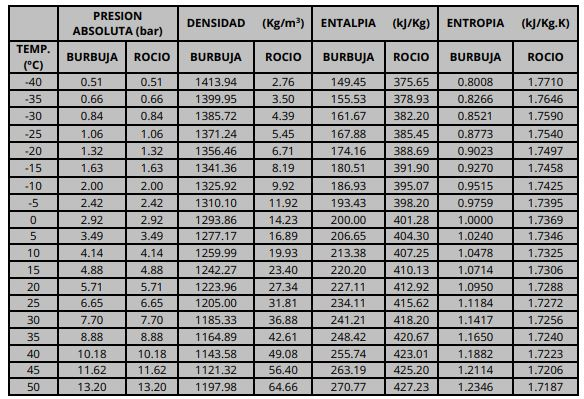 PRESION ABSOLUTA (bar) DENSIDAD (Kg/m³) ENTALPIA (kJ/Kg) ENTROPIA (kJ/Kg.K)
TEMP. (°C) BURBUJA ROCIO BURBUJA ROCIO BURBUJA ROCIO BURBUJA ROCIO
-40 0.51 0.51 1413.94 2.76 149.45 375.65 0.8008 1.7710
-35 0.66 0.66 1399.95 3.50 155.53 378.93 0.8266 1.7646
-30 0.84 0.84 1385.72 4.39 161.67 382.20 0.8521 1.7590
-25 1.06 1.06 1371.24 5.45 167.88 385.45 0.8773 1.7540
-20 1.32 1.32 1356.46 6.71 174.16 388.69 0.9023 1.7497
-15 1.63 1.63 1341.36 8.19 180.51 391.90 0.9270 1.7458
-10 2.00 2.00 1325.92 9.92 186.93 395.07 0.9515 1.7425
-5 2.42 2.42 1310.10 11.92 193.43 398.20 0.9759 1.7395
0 2.92 2.92 1293.86 14.23 200.00 401.28 1.0000 1.7369
5 3.49 3.49 1277.17 16.89 206.65 404.30 1.0240 1.7346
10 4.14 4.14 1259.99 19.93 213.38 407.25 1.0478 1.7325
15 4.88 4.88 1242.27 23.40 220.20 410.13 1.0714 1.7306
20 5.71 5.71 1223.96 27.34 227.11 412.92 1.0950 1.7288
25 6.65 6.65 1205.00 31.81 234.11 415.62 1.1184 1.7272
30 7.70 7.70 1185.33 36.88 241.21 418.20 1.1417 1.7256
35 8.88 8.88 1164.89 42.61 248.42 420.67 1.1650 1.7240
40 10.18 10.18 1143.58 49.08 255.74 423.01 1.1882 1.7223
45 11.62 11.62 1121.32 56.40 263.19 425.20 1.2114 1.7206
50 13.20 13.20 1197.98 64.66 270.77 427.23 1.2346 1.7187